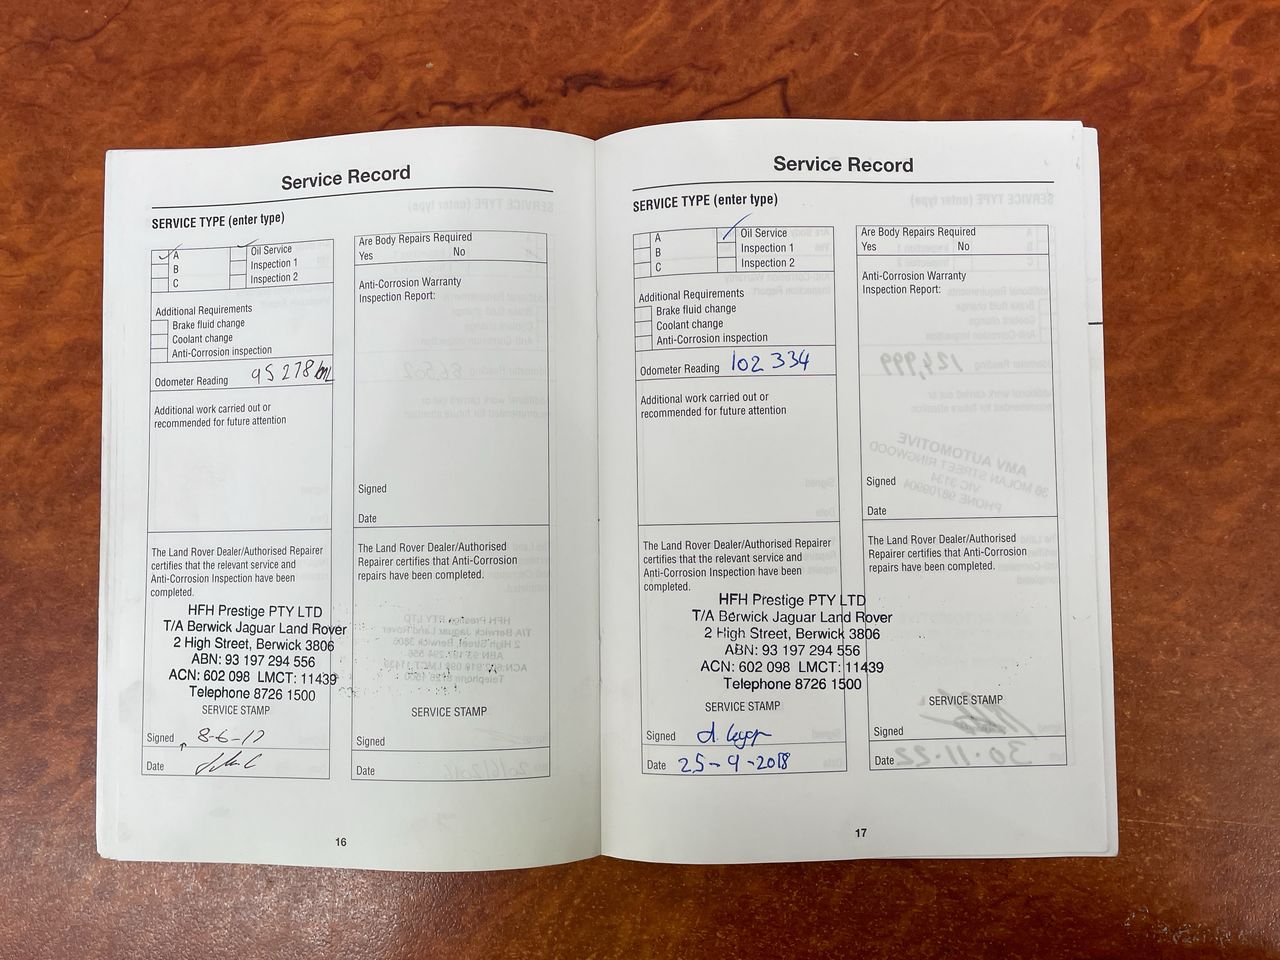 Service Record
SERVICE TYPE (enter type)
A
B
C
Oil Service
Inspection 1
Inspection 2
Additional Requirements
Brake fluid change
Coolant change
Anti-Corrosion inspection
Odometer Reading 95278 km
Additional work carried out or
recommended for future attention
The Land Rover Dealer/Authorised Repairer
certifies that the relevant service and
Anti-Corrosion Inspection have been
completed.
HFH Prestige PTY LTD
T/A Berwick Jaguar Land Rover
2 High Street, Berwick 3806
ABN: 93 197 294 556
ACN: 602 098 LMCT: 11439
Telephone 8726 1500
SERVICE STAMP
Signed 8-6-17
Date
Are Body Repairs Required
Yes No
Anti-Corrosion Warranty
Inspection Report:
Signed
Date
The Land Rover Dealer/Authorised
Repairer certifies that Anti-Corrosion
repairs have been completed.
SERVICE STAMP
Signed
Date
16
Service Record
SERVICE TYPE (enter type)
A
B
C
Oil Service
Inspection 1
Inspection 2
Additional Requirements
Brake fluid change
Coolant change
Anti-Corrosion inspection
Odometer Reading 102 334
Additional work carried out or
recommended for future attention
The Land Rover Dealer/Authorised Repairer
certifies that the relevant service and
Anti-Corrosion Inspection have been
completed.
HFH Prestige PTY LTD
T/A Berwick Jaguar Land Rover
2 High Street, Berwick 3806
ABN: 93 197 294 556
ACN: 602 098 LMCT: 11439
Telephone 8726 1500
SERVICE STAMP
Signed
Date 25-9-2018
Are Body Repairs Required
Yes No
Anti-Corrosion Warranty
Inspection Report:
Signed
Date
The Land Rover Dealer/Authorised
Repairer certifies that Anti-Corrosion
repairs have been completed.
SERVICE STAMP
Signed
Date
17